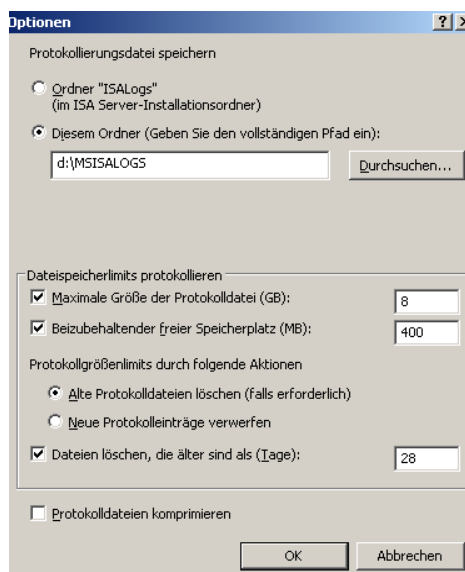 Optionen
Protokollierungsdatei speichern
Ordner "ISALogs"
(im ISA Server-Installationsordner)
Diesem Ordner (Geben Sie den vollständigen Pfad ein):
d:\MSISALOGS
Durchsuchen...
Dateispeicherlimits protokollieren
Maximale Größe der Protokolldatei (GB):
8
Beizubehaltender freier Speicherplatz (MB):
400
Protokollgrößenlimits durch folgende Aktionen
Alte Protokolldateien löschen (falls erforderlich)
Neue Protokolleinträge verwerfen
Dateien löschen, die älter sind als (Tage):
28
Protokolldateien komprimieren
OK
Abbrechen